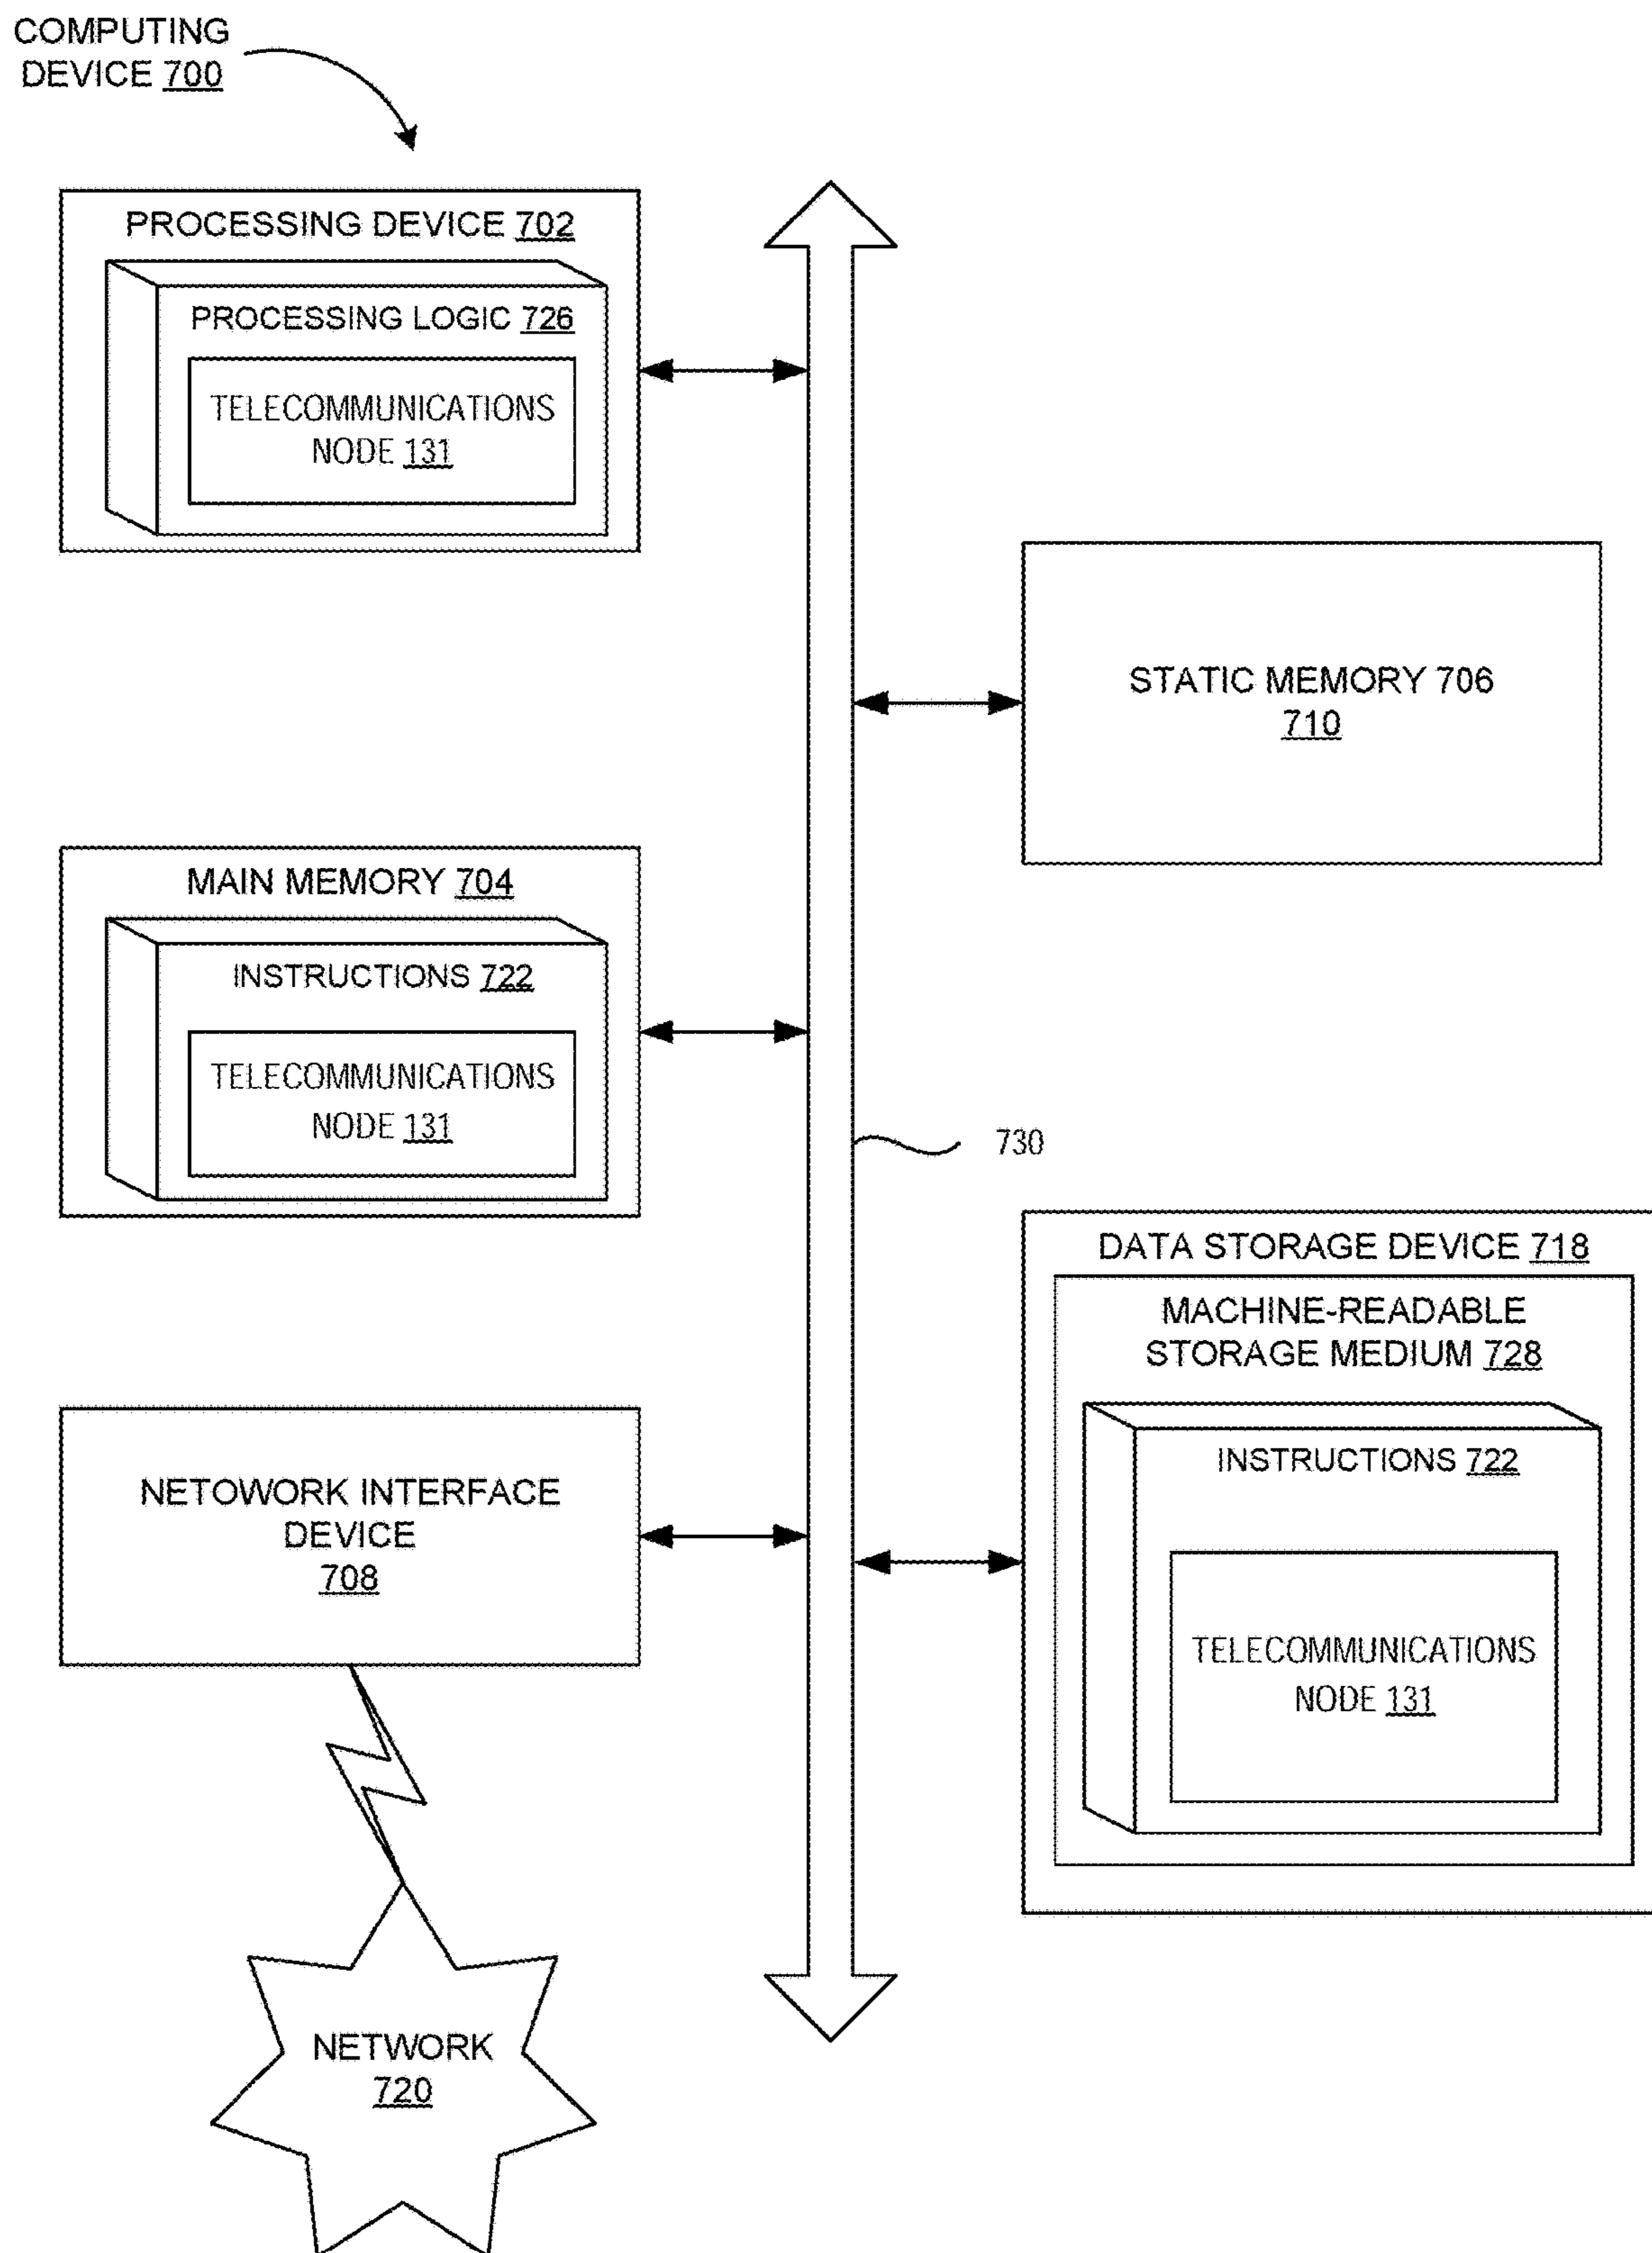 COMPUTING
DEVICE 700
PROCESSING DEVICE 702
PROCESSING LOGIC 726
TELECOMMUNICATIONS
NODE 131
STATIC MEMORY 706
710
MAIN MEMORY 704
INSTRUCTIONS 722
TELECOMMUNICATIONS
NODE 131
730
DATA STORAGE DEVICE 718
MACHINE-READABLE
STORAGE MEDIUM 728
INSTRUCTIONS 722
TELECOMMUNICATIONS
NODE 131
NETOWORK INTERFACE
DEVICE
708
NETWORK
720